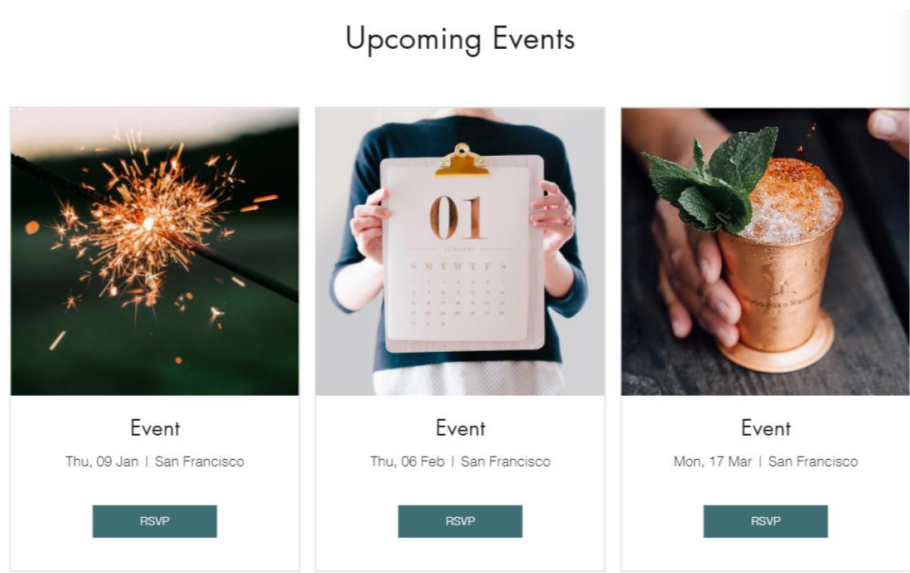 Upcoming Events
01
JANUARY
S M T W T F S
Event
Thu, 09 Jan | San Francisco
RSVP
Event
Thu, 06 Feb | San Francisco
RSVP
Event
Mon, 17 Mar | San Francisco
RSVP